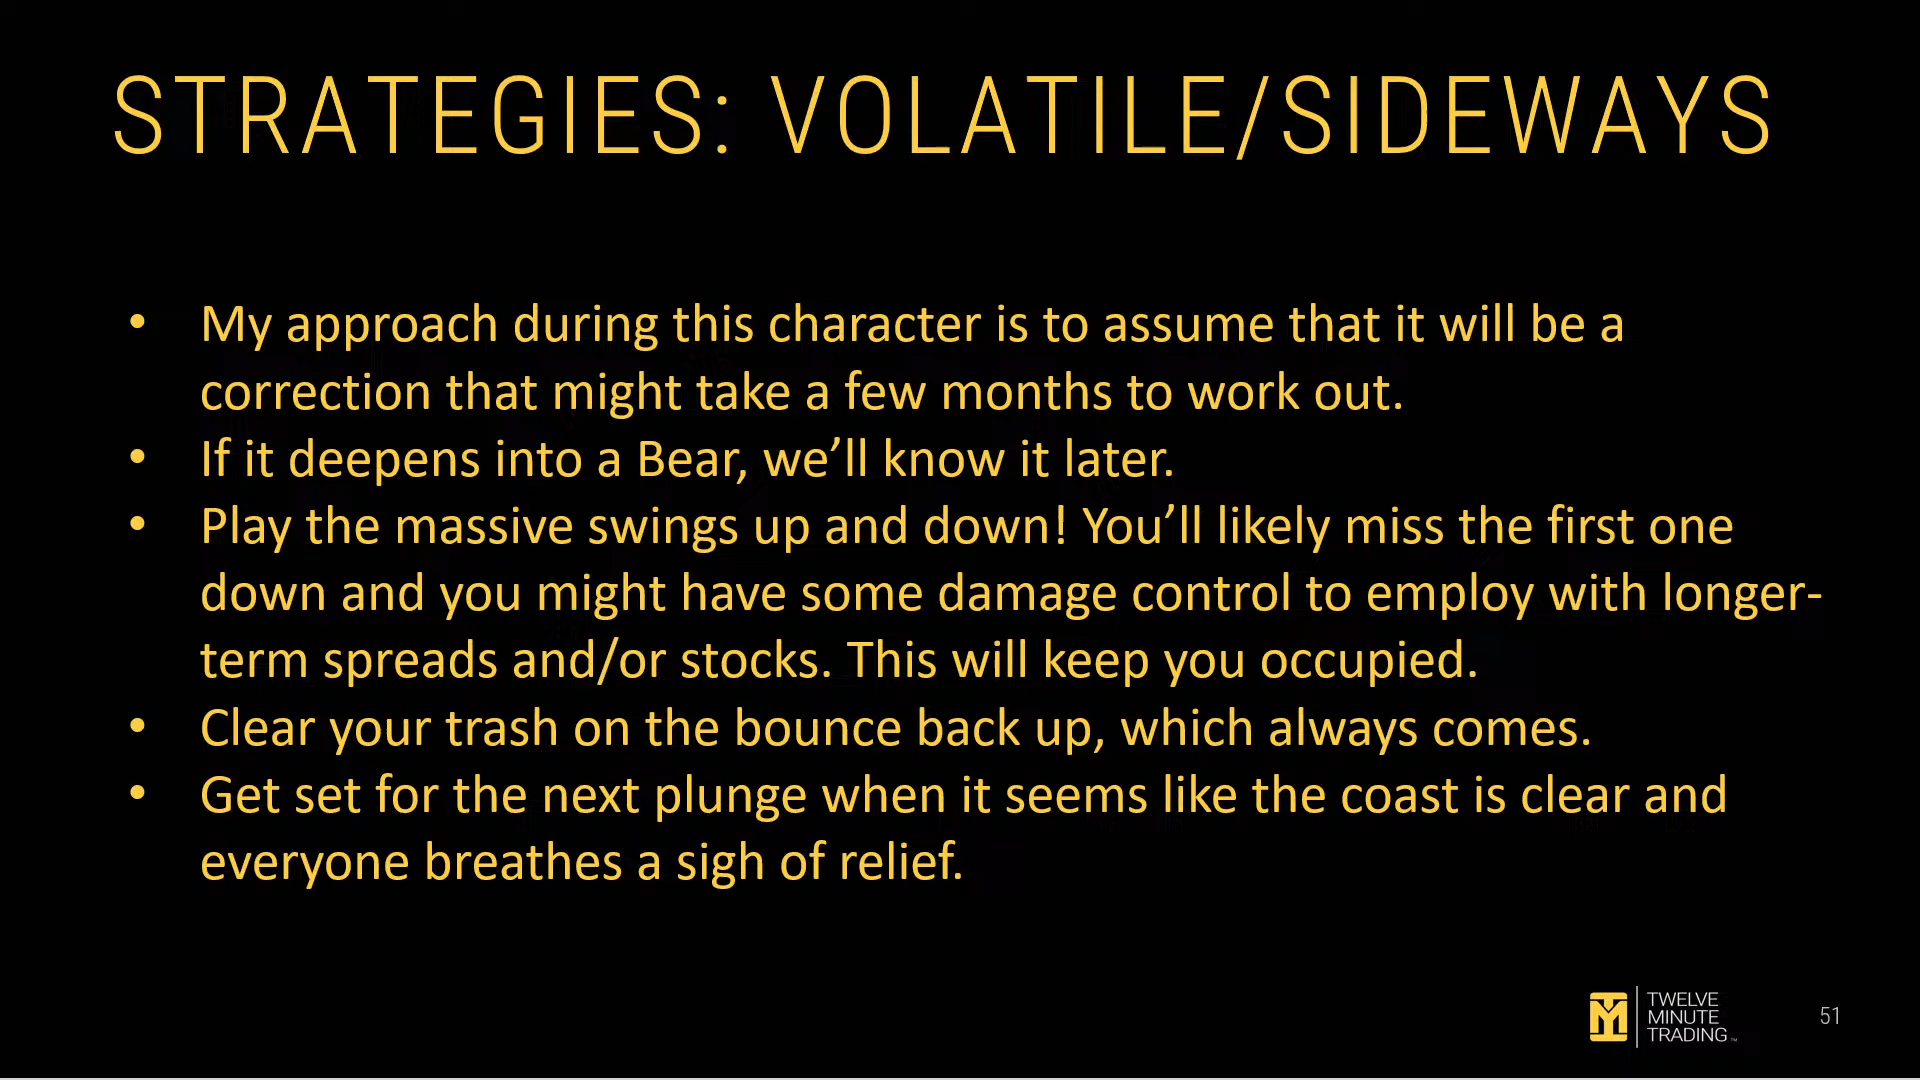 STRATEGIES: VOLATILE/SIDEWAYS
• My approach during this character is to assume that it will be a
correction that might take a few months to work out.
• If it deepens into a Bear, we’ll know it later.
• Play the massive swings up and down! You’ll likely miss the first one
down and you might have some damage control to employ with longer-
term spreads and/or stocks. This will keep you occupied.
• Clear your trash on the bounce back up, which always comes.
• Get set for the next plunge when it seems like the coast is clear and
everyone breathes a sigh of relief.
TWELVE
MINUTE
TRADING™
51